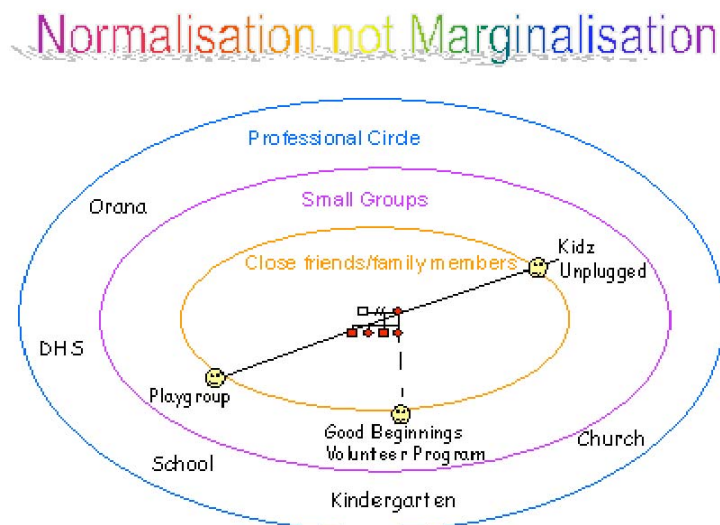 Normalisation not Marginalisation
Professional Circle
Orana
Small Groups
Close friends/family members
Kidz
Unplugged
DHS
Playgroup
Good Beginnings
Volunteer Program
Church
School
Kindergarten